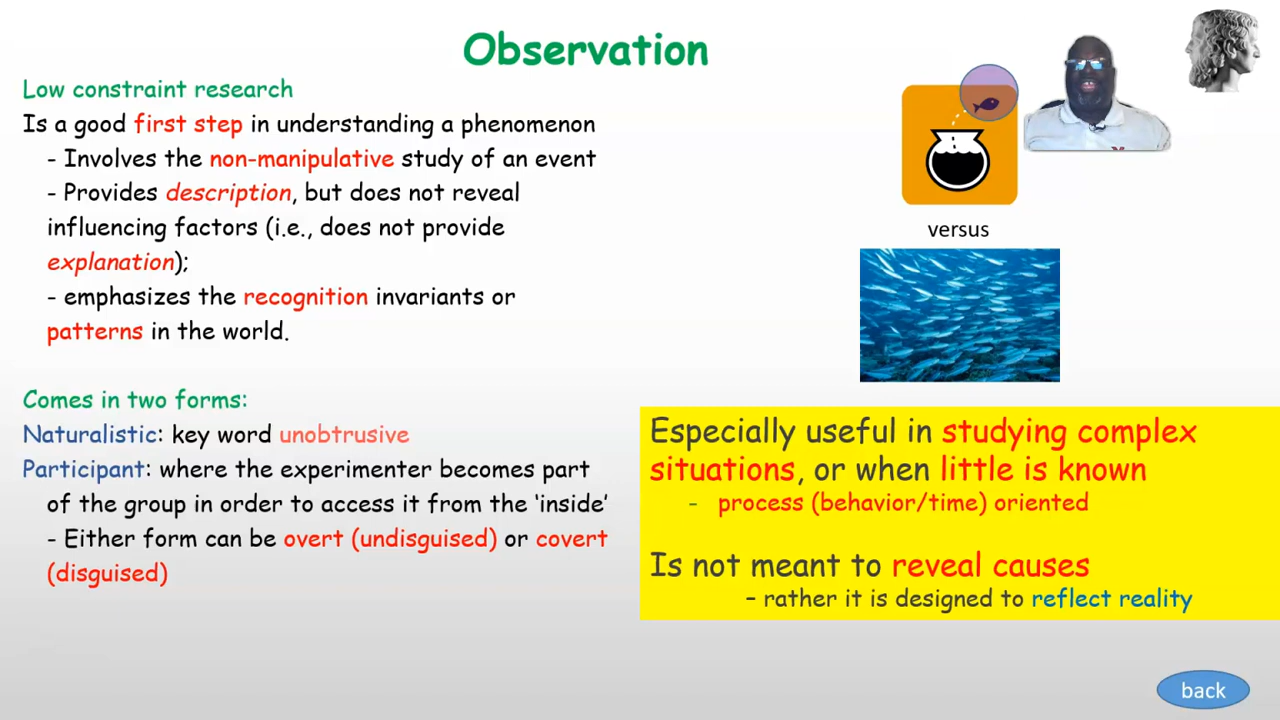 Observation
Low constraint research
Is a good first step in understanding a phenomenon
- Involves the non-manipulative study of an event
- Provides description, but does not reveal
influencing factors (i.e., does not provide
explanation);
- emphasizes the recognition invariants or
patterns in the world.
Comes in two forms:
Naturalistic: key word unobtrusive
Participant: where the experimenter becomes part
of the group in order to access it from the ‘inside’
- Either form can be overt (undisguised) or covert
(disguised)
versus
Especially useful in studying complex
situations, or when little is known
- process (behavior/time) oriented
Is not meant to reveal causes
– rather it is designed to reflect reality
back